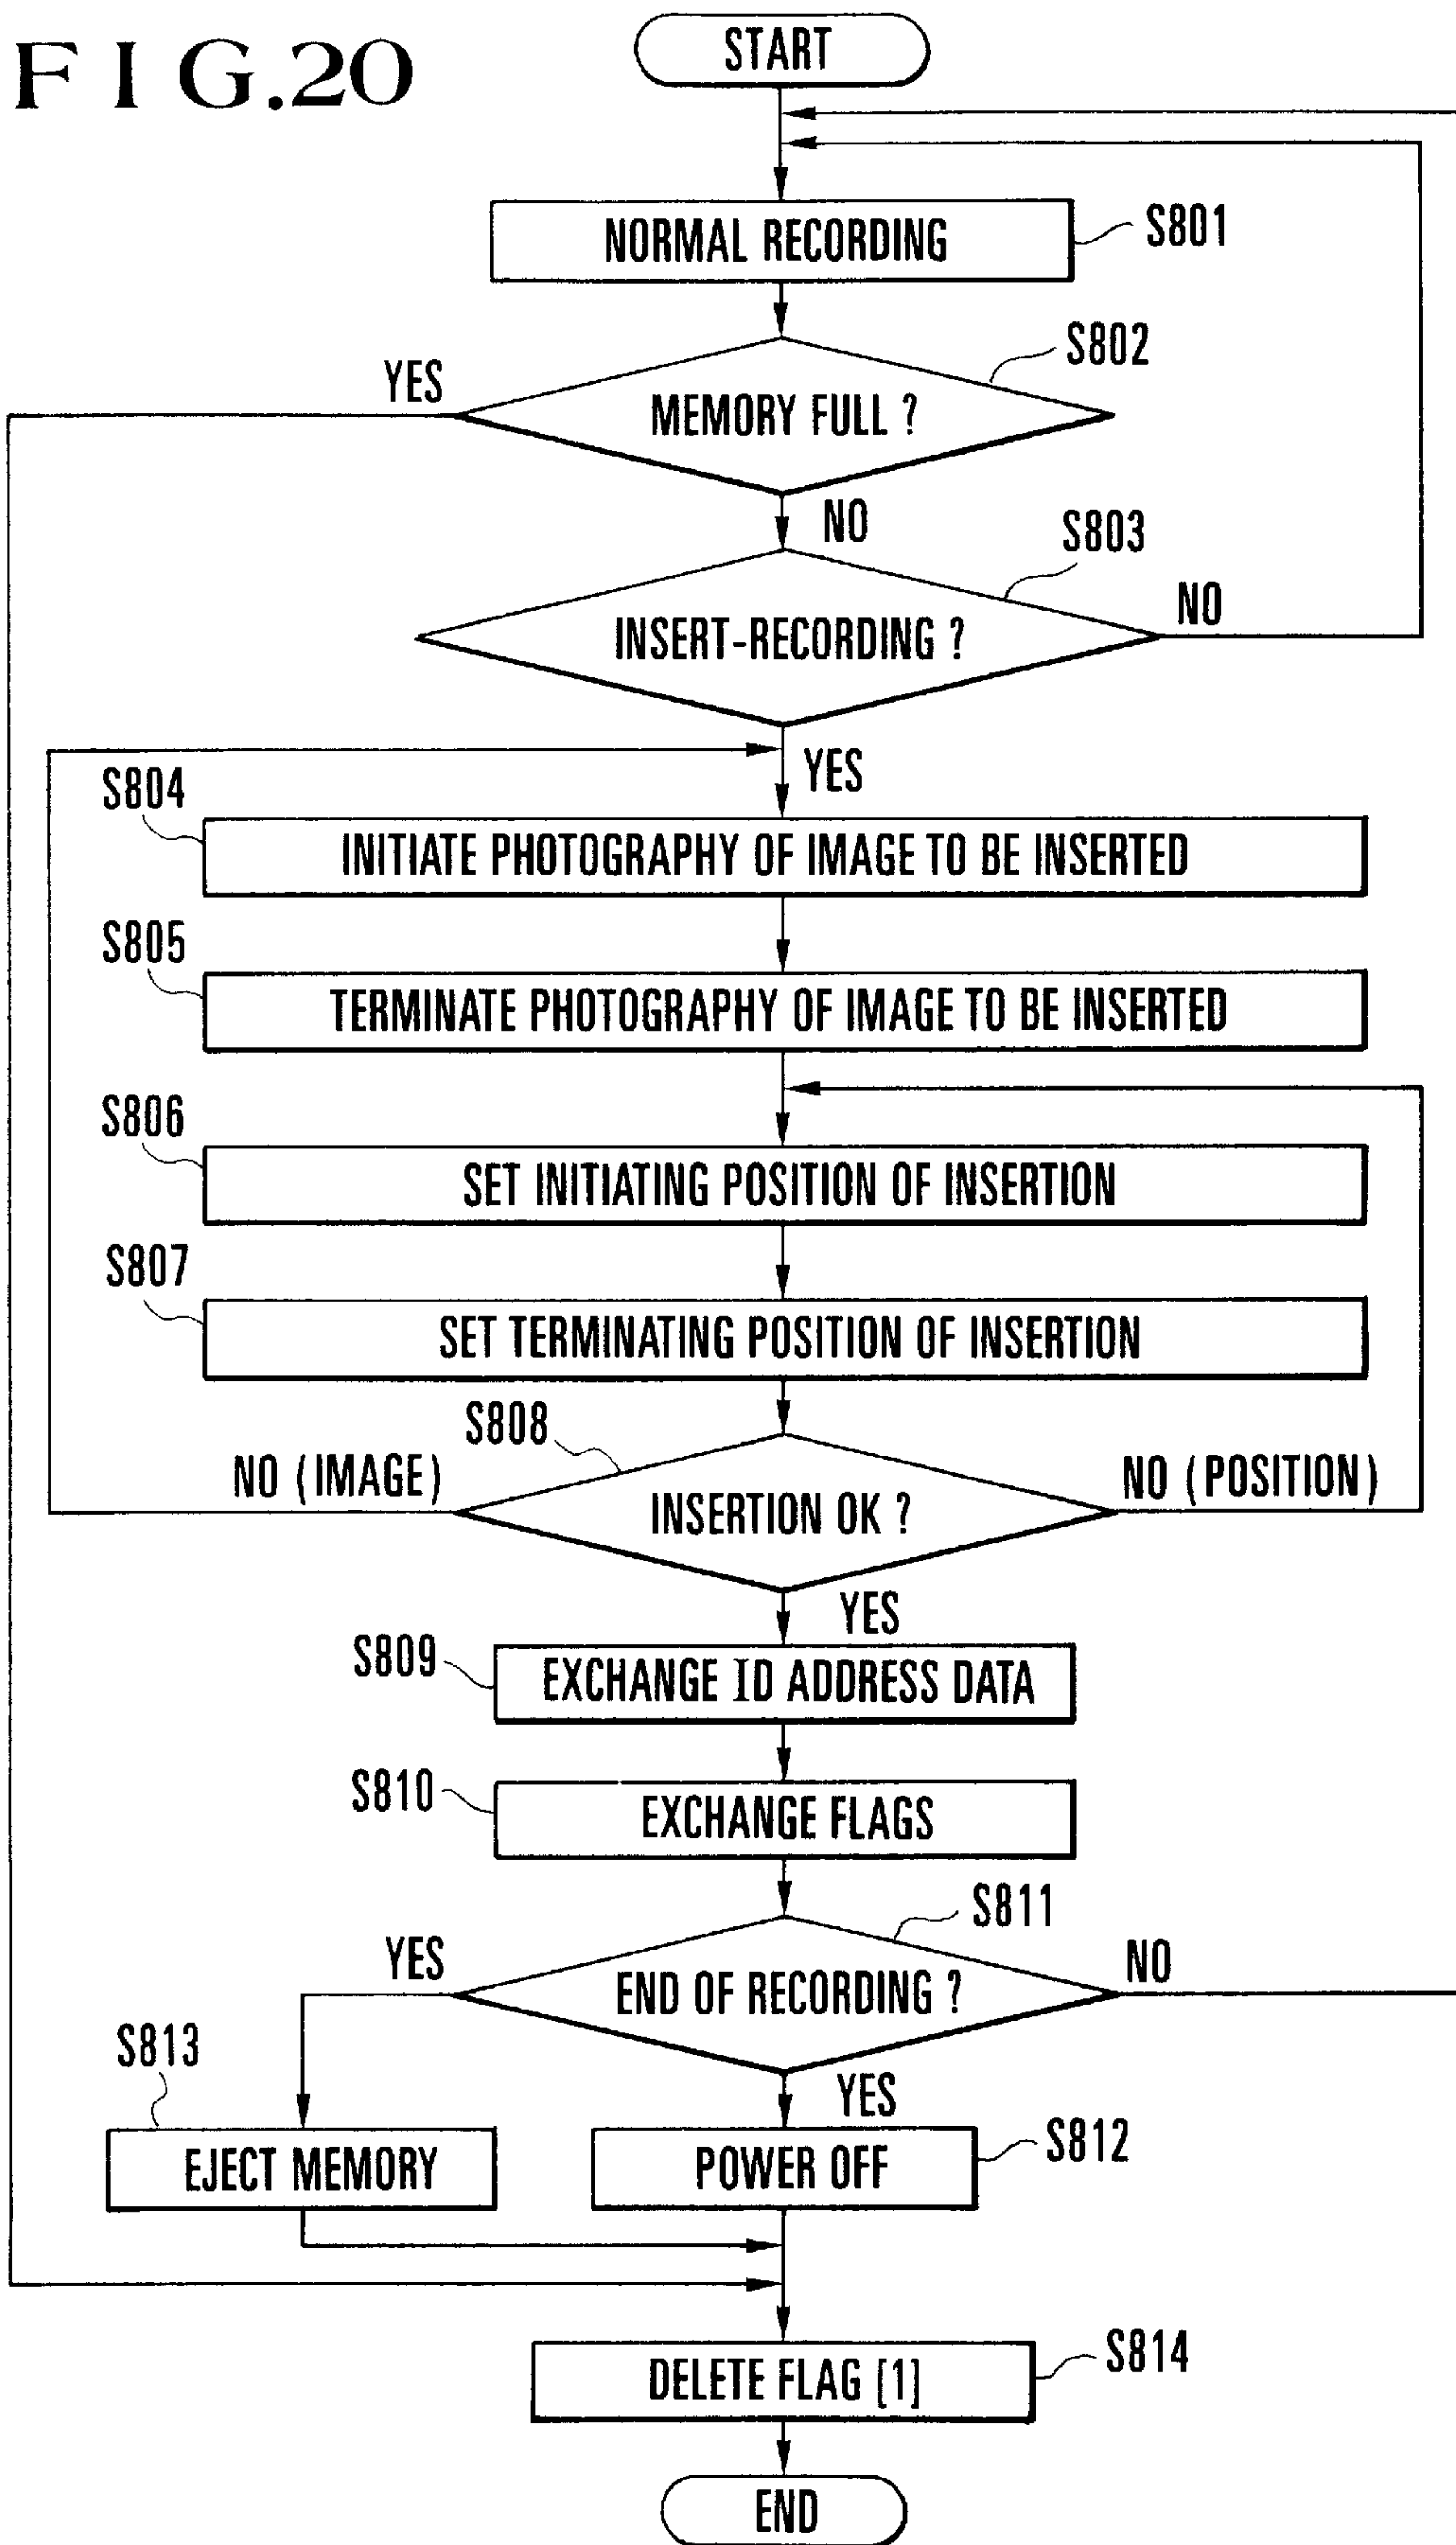 FIG.20
START
NORMAL RECORDING
S801
S802
YES
MEMORY FULL ?
NO
S803
INSERT-RECORDING ?
NO
YES
S804
INITIATE PHOTOGRAPHY OF IMAGE TO BE INSERTED
S805
TERMINATE PHOTOGRAPHY OF IMAGE TO BE INSERTED
S806
SET INITIATING POSITION OF INSERTION
S807
SET TERMINATING POSITION OF INSERTION
S808
NO (IMAGE)
INSERTION OK ?
NO (POSITION)
YES
S809
EXCHANGE ID ADDRESS DATA
S810
EXCHANGE FLAGS
S811
YES
END OF RECORDING ?
NO
S813
YES
EJECT MEMORY
POWER OFF
S812
DELETE FLAG [1]
S814
END